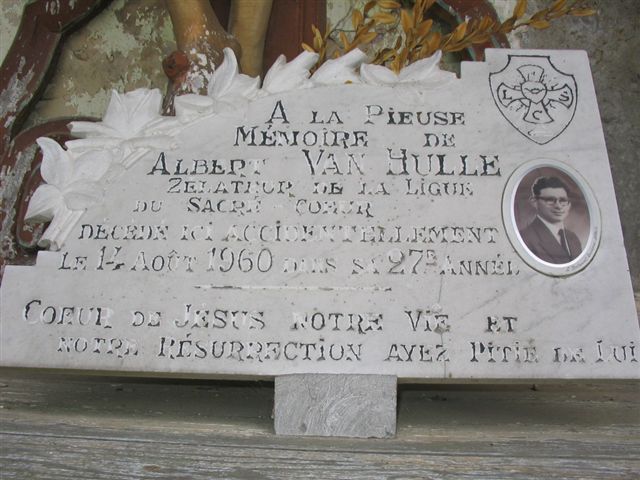 À LA PIEUSE
MÉMOIRE DE
ALBERT VAN HULLE
ZELATEUR DE LA LIGUE
DU SACRÉ-COEUR
DÉCÉDÉ ICI ACCIDENTELLEMENT
LE 14 AOÛT 1960 DANS SA 27E ANNÉE
COEUR DE JÉSUS NOTRE VIE ET
NOTRE RÉSURRECTION AYEZ PITIE DE LUI